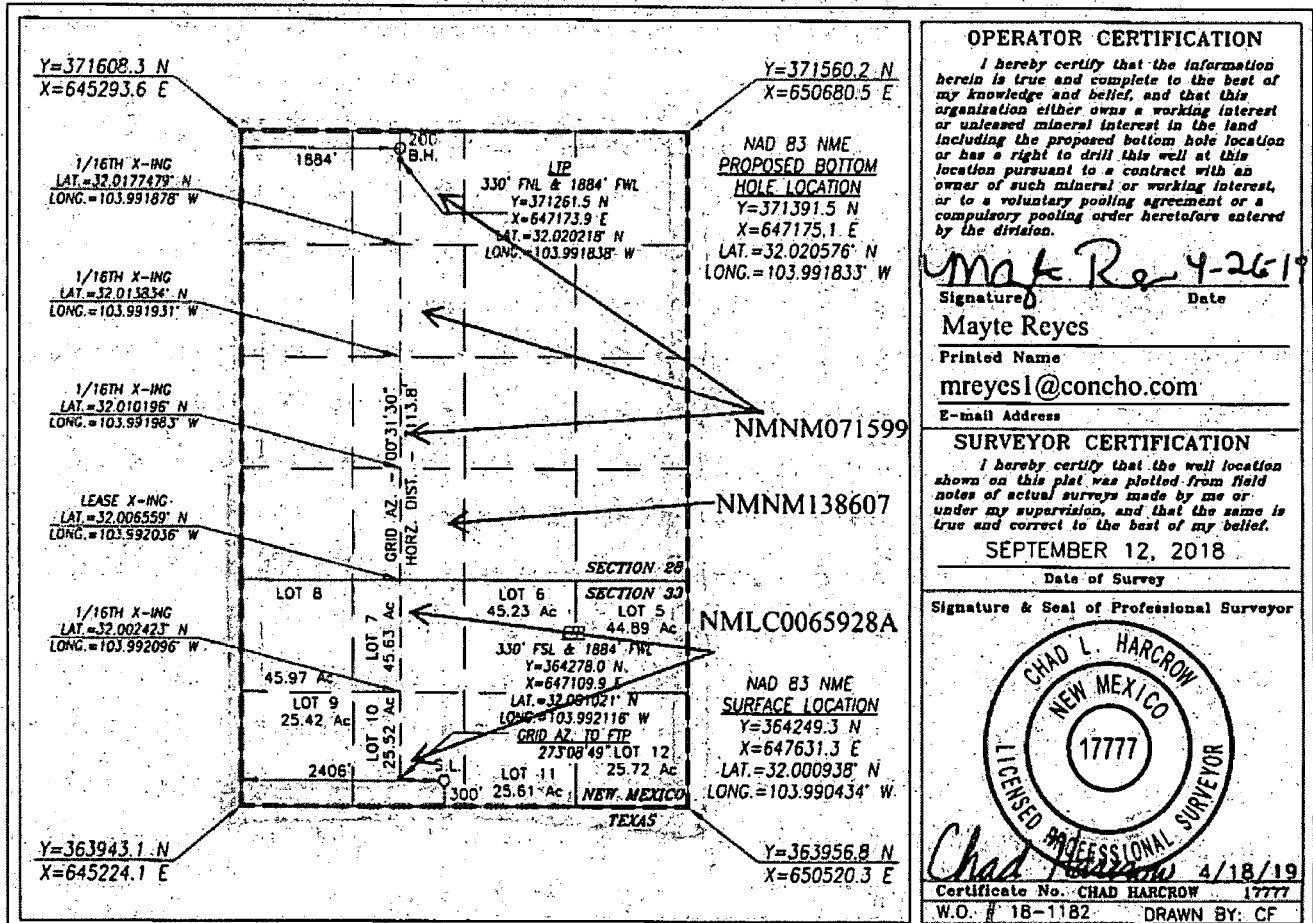 Y=371608.3 N
X=645293.6 E
Y=371560.2 N
X=650680.5 E
1884'
200'
B.H.
1/16TH X-ING
LAT.=32.0177479° N
LONG.=103.991878° W
1/16TH X-ING
LAT.=32.013834° N
LONG.=103.991931° W
1/16TH X-ING
LAT.=32.010196° N
LONG.=103.991983° W
LEASE X-ING
LAT.=32.006559° N
LONG.=103.992036° W
1/16TH X-ING
LAT.=32.002423° N
LONG.=103.992096° W
LTP
330' FNL & 1884' FWL
Y=371261.5 N
X=647173.9 E
LAT.=32.020218° N
LONG.=103.991838° W
NAD 83 NME
PROPOSED BOTTOM
HOLE LOCATION
Y=371391.5 N
X=647175.1 E
LAT.=32.020576° N
LONG.=103.991833° W
GRID AZ. - 00°31'30"
HORZ. DIST. - 7113.8'
NMNM071599
NMNM138607
NMLC0065928A
SECTION 28
SECTION 33
LOT 8
45.97 Ac
LOT 7
45.63 Ac
LOT 6
45.23 Ac
LOT 5
44.89 Ac
330' FSL & 1884' FWL
Y=364278.0 N
X=647109.9 E
LAT.=32.001021° N
LONG.=103.992116° W
GRID AZ. TO FTP
273°08'49"
LOT 9
25.42 Ac
LOT 10
25.52 Ac
LOT 11
25.61 Ac
LOT 12
25.72 Ac
2406'
S.L.
300'
NEW MEXICO
TEXAS
NAD 83 NME
SURFACE LOCATION
Y=364249.3 N
X=647631.3 E
LAT.=32.000938° N
LONG.=103.990434° W
Y=363943.1 N
X=645224.1 E
Y=363956.8 N
X=650520.3 E
OPERATOR CERTIFICATION
I hereby certify that the information
herein is true and complete to the best of
my knowledge and belief, and that this
organization either owns a working interest
or unleased mineral interest in the land
including the proposed bottom hole location
or has a right to drill this well at this
location pursuant to a contract with an
owner of such mineral or working interest,
or to a voluntary pooling agreement or a
compulsory pooling order heretofore entered
by the division.
4-26-19
Signature Date
Mayte Reyes
Printed Name
mreyes1@concho.com
E-mail Address
SURVEYOR CERTIFICATION
I hereby certify that the well location
shown on this plat was plotted from field
notes of actual surveys made by me or
under my supervision, and that the same is
true and correct to the best of my belief.
SEPTEMBER 12, 2018
Date of Survey
Signature & Seal of Professional Surveyor
CHAD L. HARCROW
NEW MEXICO
17777
LICENSED PROFESSIONAL SURVEYOR
Chad Harcrow 4/18/19
Certificate No. CHAD HARCROW 17777
W.O. # 18-1182 DRAWN BY: CF